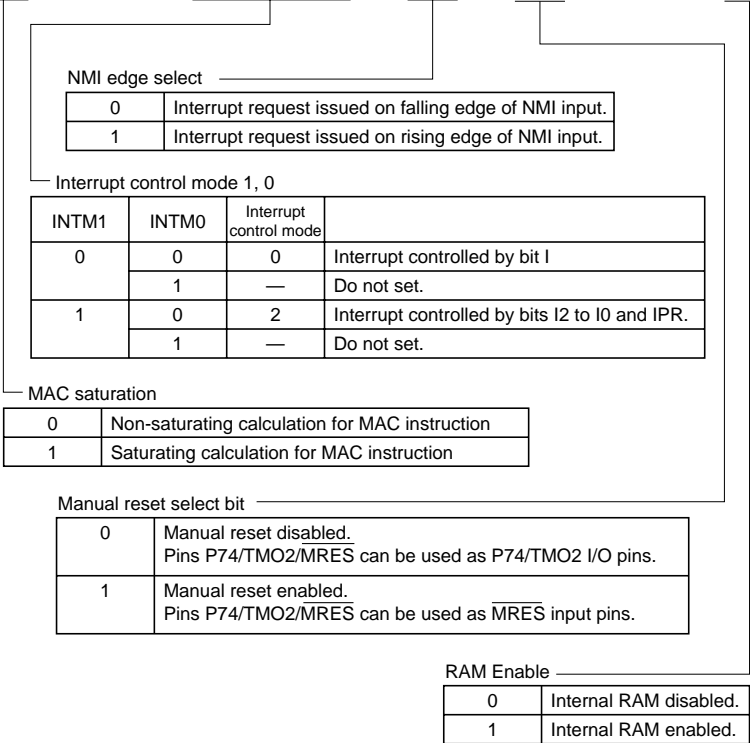 NMI edge select
0 Interrupt request issued on falling edge of NMI input.
1 Interrupt request issued on rising edge of NMI input.
Interrupt control mode 1, 0
INTM1 INTM0 Interrupt control mode
0 0 0 Interrupt controlled by bit I
1 — Do not set.
1 0 2 Interrupt controlled by bits I2 to I0 and IPR.
1 — Do not set.
MAC saturation
0 Non-saturating calculation for MAC instruction
1 Saturating calculation for MAC instruction
Manual reset select bit
0 Manual reset disabled.
Pins P74/TMO2/M̅R̅E̅S̅ can be used as P74/TMO2 I/O pins.
1 Manual reset enabled.
Pins P74/TMO2/M̅R̅E̅S̅ can be used as M̅R̅E̅S̅ input pins.
RAM Enable
0 Internal RAM disabled.
1 Internal RAM enabled.